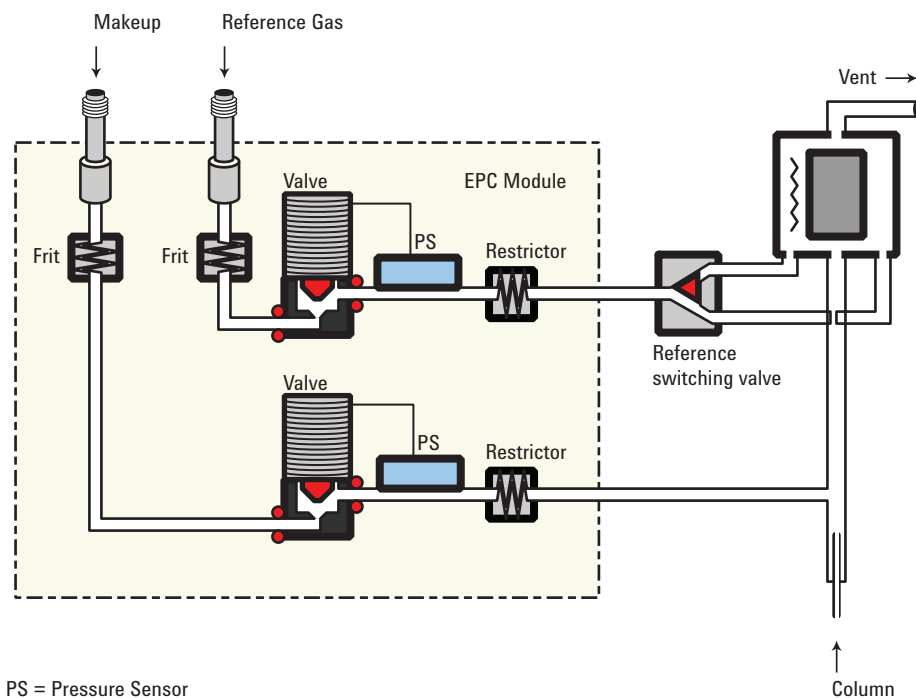 Makeup
Reference Gas
Vent
Valve
EPC Module
Frit
Frit
PS
Restrictor
Reference
switching valve
Valve
PS
Restrictor
PS = Pressure Sensor
Column